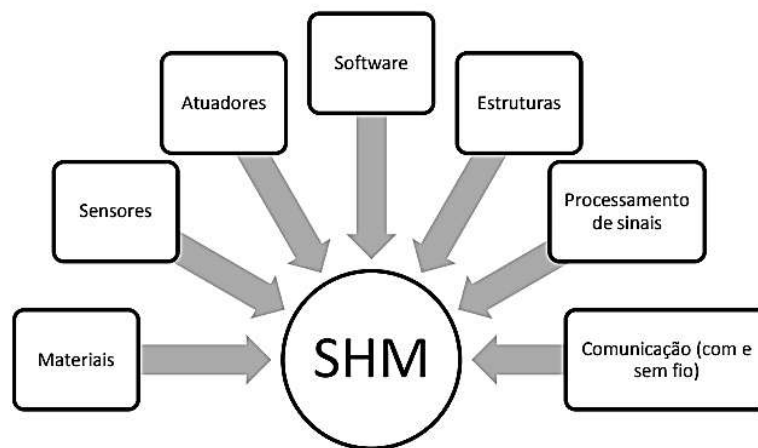 Software
Atuadores
Estruturas
Sensores
Processamento
de sinais
Materiais
SHM
Comunicação (com e
sem fio)